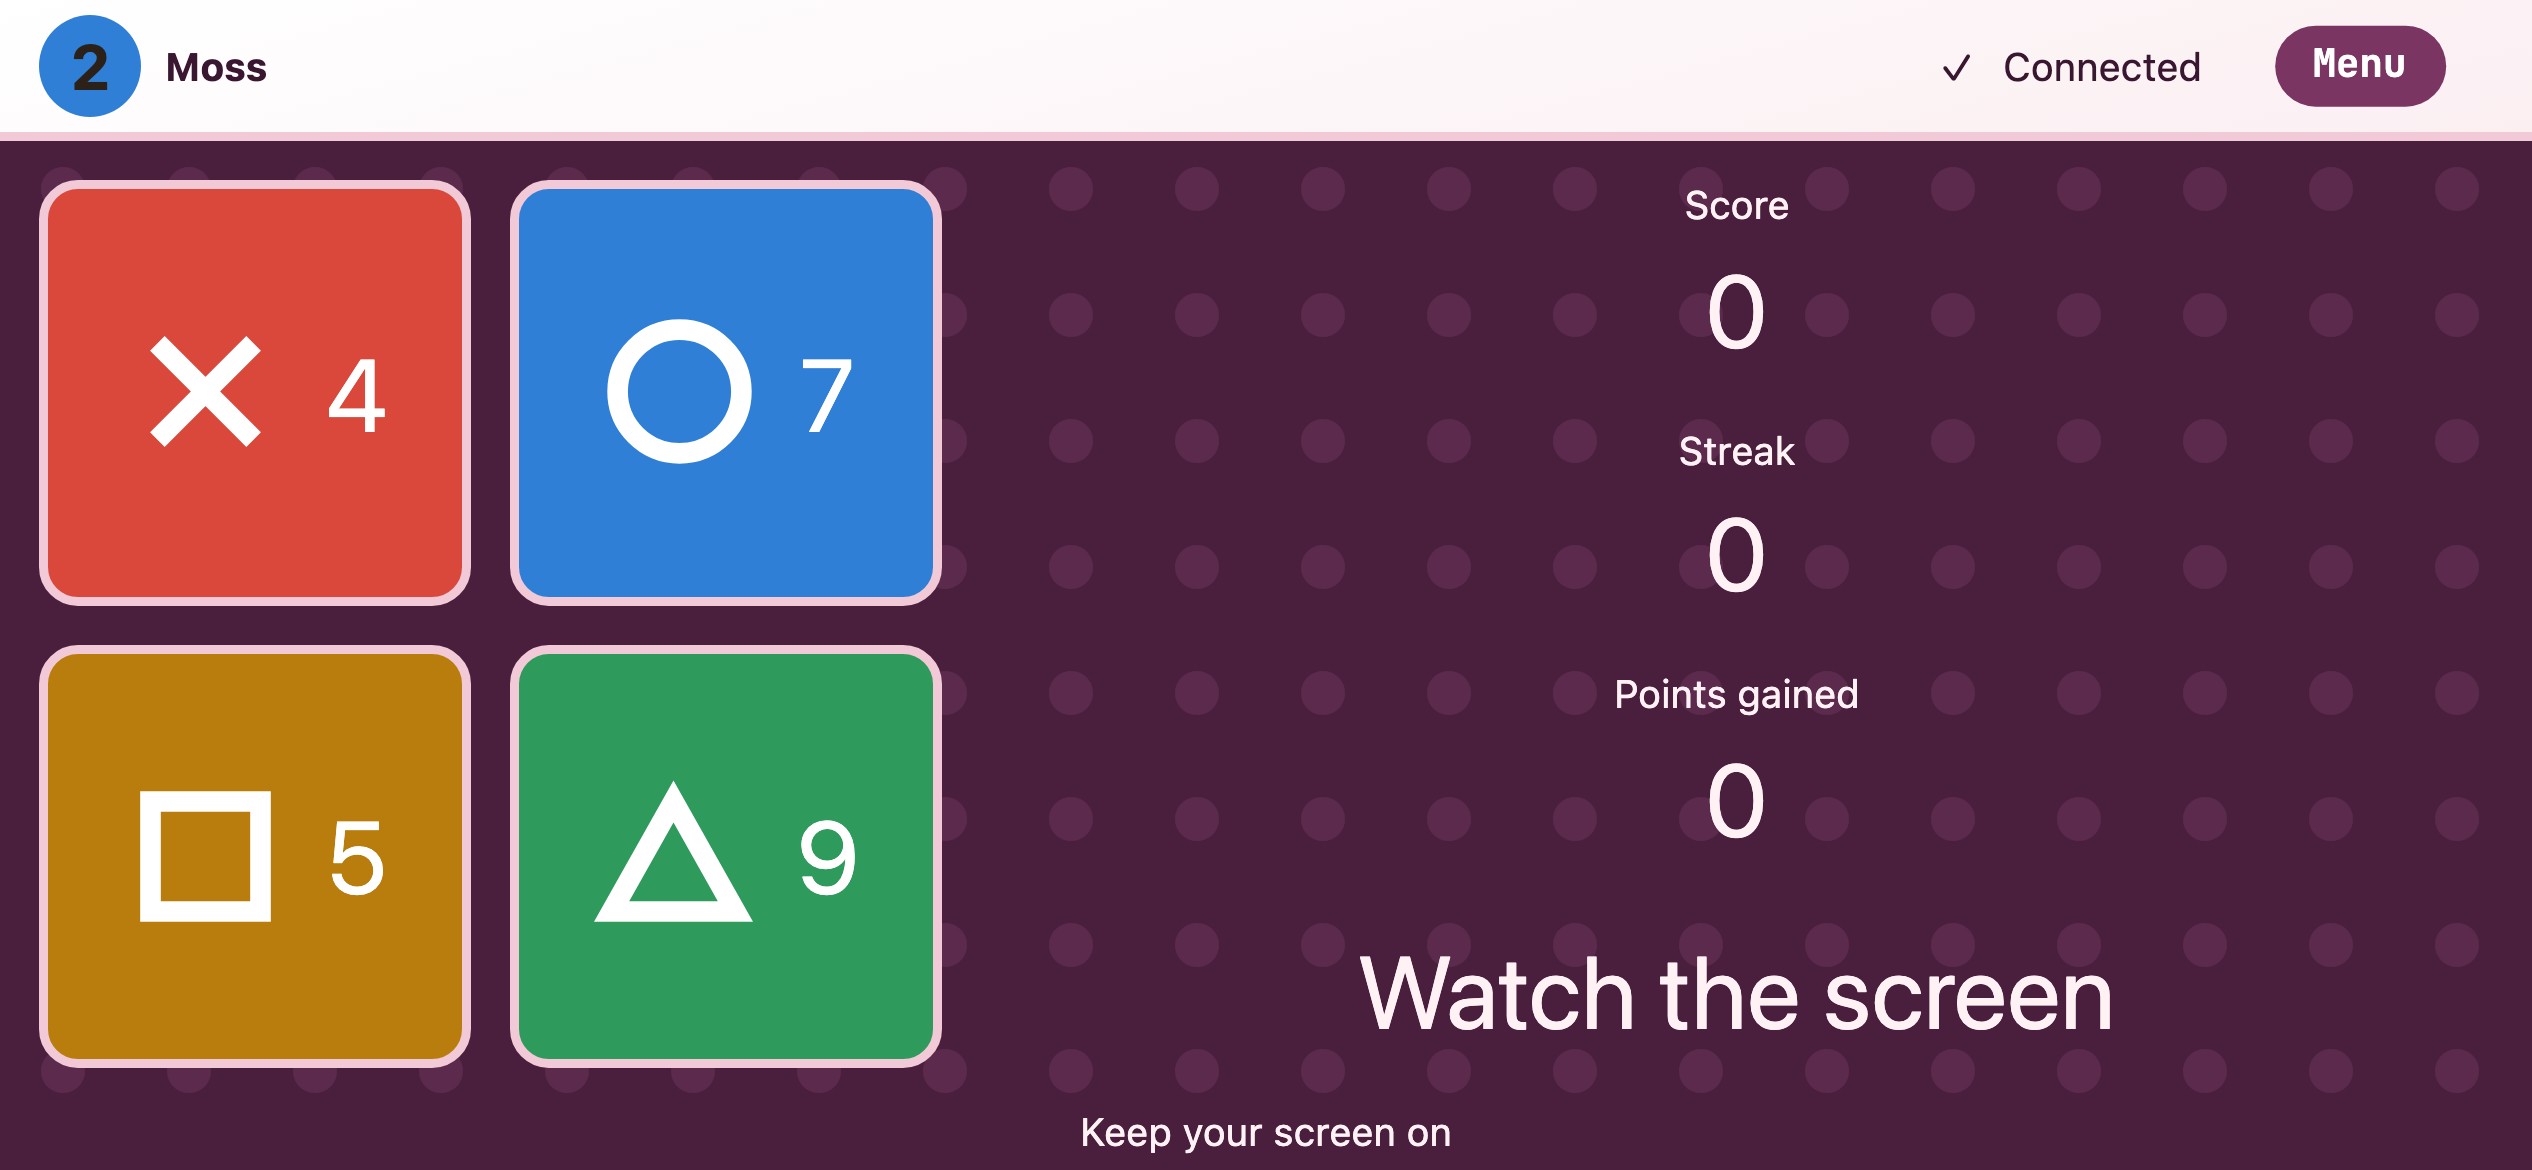 2 Moss
✓ Connected
Menu
4
7
5
9
Score
0
Streak
0
Points gained
0
Watch the screen
Keep your screen on